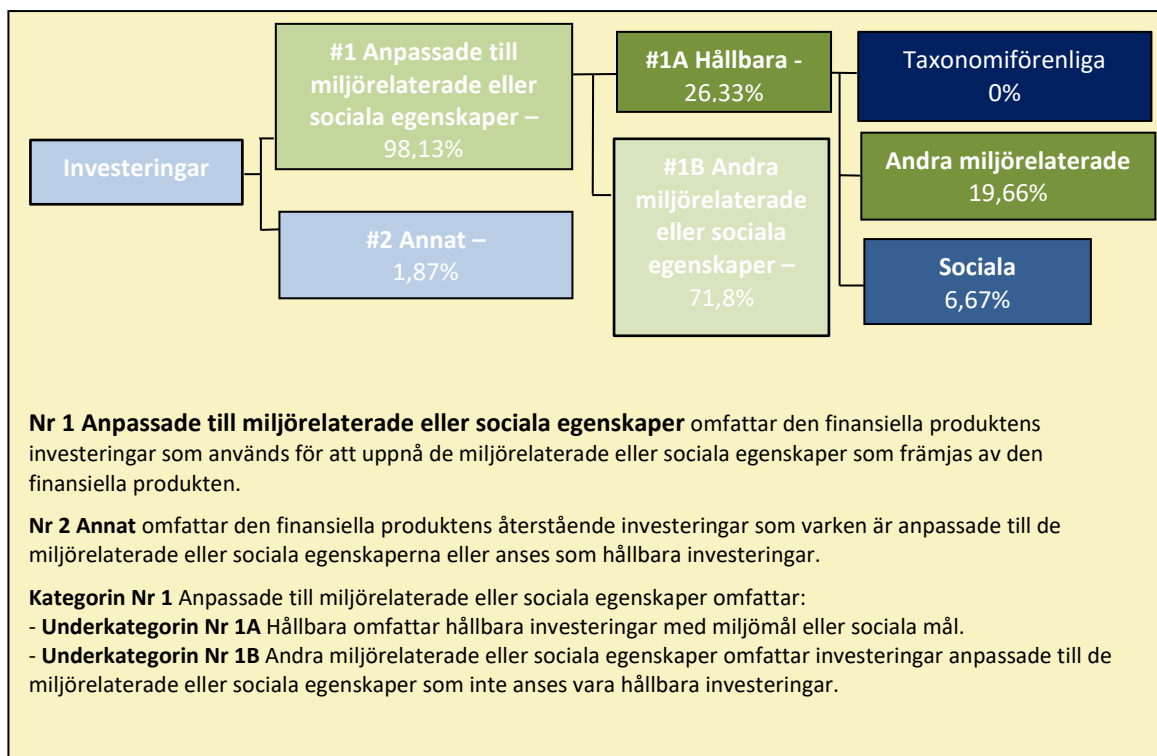 Investeringar
#1 Anpassade till
miljörelaterade eller
sociala egenskaper –
98,13%
#2 Annat –
1,87%
#1A Hållbara -
26,33%
#1B Andra
miljörelaterade
eller sociala
egenskaper –
71,8%
Taxonomiförenliga
0%
Andra miljörelaterade
19,66%
Sociala
6,67%
Nr 1 Anpassade till miljörelaterade eller sociala egenskaper omfattar den finansiella produktens
investeringar som används för att uppnå de miljörelaterade eller sociala egenskaper som främjas av den
finansiella produkten.
Nr 2 Annat omfattar den finansiella produktens återstående investeringar som varken är anpassade till de
miljörelaterade eller sociala egenskaperna eller anses som hållbara investeringar.
Kategorin Nr 1 Anpassade till miljörelaterade eller sociala egenskaper omfattar:
- Underkategorin Nr 1A Hållbara omfattar hållbara investeringar med miljömål eller sociala mål.
- Underkategorin Nr 1B Andra miljörelaterade eller sociala egenskaper omfattar investeringar anpassade till de
miljörelaterade eller sociala egenskaper som inte anses vara hållbara investeringar.